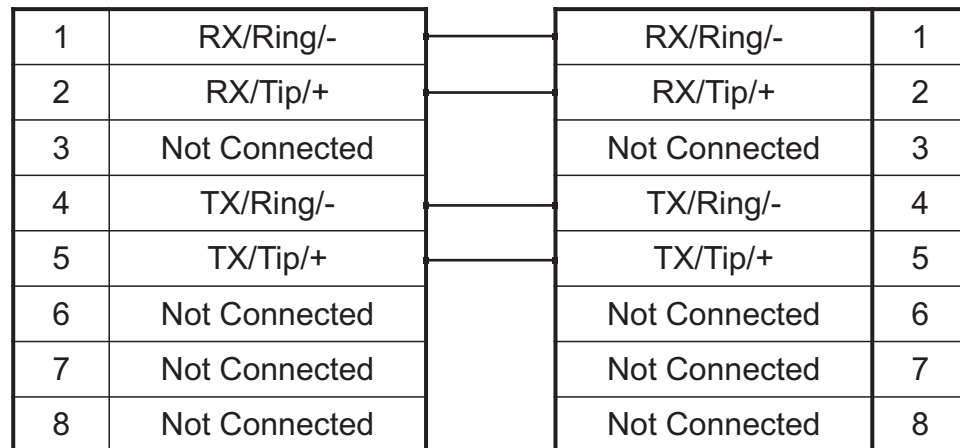 1 RX/Ring/- RX/Ring/- 1
2 RX/Tip/+ RX/Tip/+ 2
3 Not Connected Not Connected 3
4 TX/Ring/- TX/Ring/- 4
5 TX/Tip/+ TX/Tip/+ 5
6 Not Connected Not Connected 6
7 Not Connected Not Connected 7
8 Not Connected Not Connected 8